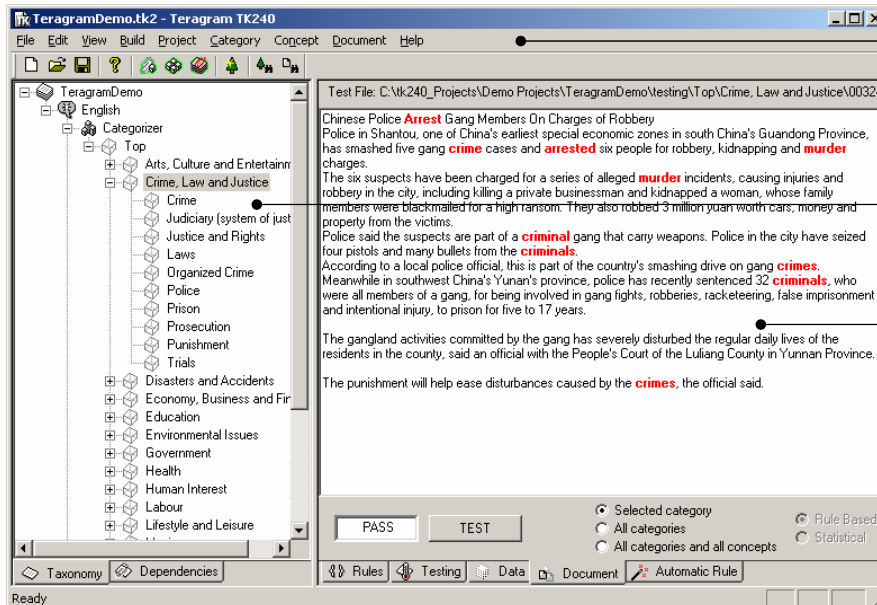 TeragramDemo.tk2 - Teragram TK240
File Edit View Build Project Category Concept Document Help
TeragramDemo
English
Categorizer
Top
Arts, Culture and Entertainm
Crime, Law and Justice
Crime
Judiciary (system of just
Justice and Rights
Laws
Organized Crime
Police
Prison
Prosecution
Punishment
Trials
Disasters and Accidents
Economy, Business and Fin
Education
Environmental Issues
Government
Health
Human Interest
Labour
Lifestyle and Leisure
Taxonomy Dependencies
Test File: C:\tk240_Projects\Demo Projects\TeragramDemo\testing\Top\Crime, Law and Justice\0032
Chinese Police Arrest Gang Members On Charges of Robbery
Police in Shantou, one of China's earliest special economic zones in south China's Guandong Province,
has smashed five gang crime cases and arrested six people for robbery, kidnapping and murder
charges.
The six suspects have been charged for a series of alleged murder incidents, causing injuries and
robbery in the city, including killing a private businessman and kidnapped a woman, whose family
members were blackmailed for a high ransom. They also robbed 3 million yuan worth cars, money and
property from the victims.
Police said the suspects are part of a criminal gang that carry weapons. Police in the city have seized
four pistols and many bullets from the criminals.
According to a local police official, this is part of the country's smashing drive on gang crimes.
Meanwhile in southwest China's Yunan's province, police has recently sentenced 32 criminals, who
were all members of a gang, for being involved in gang fights, robberies, racketeering, false imprisonment
and intentional injury, to prison for five to 17 years.
The gangland activities committed by the gang has severely disturbed the regular daily lives of the
residents in the county, said an official with the People's Court of the Luliang County in Yunnan Province.
The punishment will help ease disturbances caused by the crimes, the official said.
PASS TEST
Selected category
All categories
All categories and all concepts
Rule Based
Statistical
Rules Testing Data Document Automatic Rule
Ready